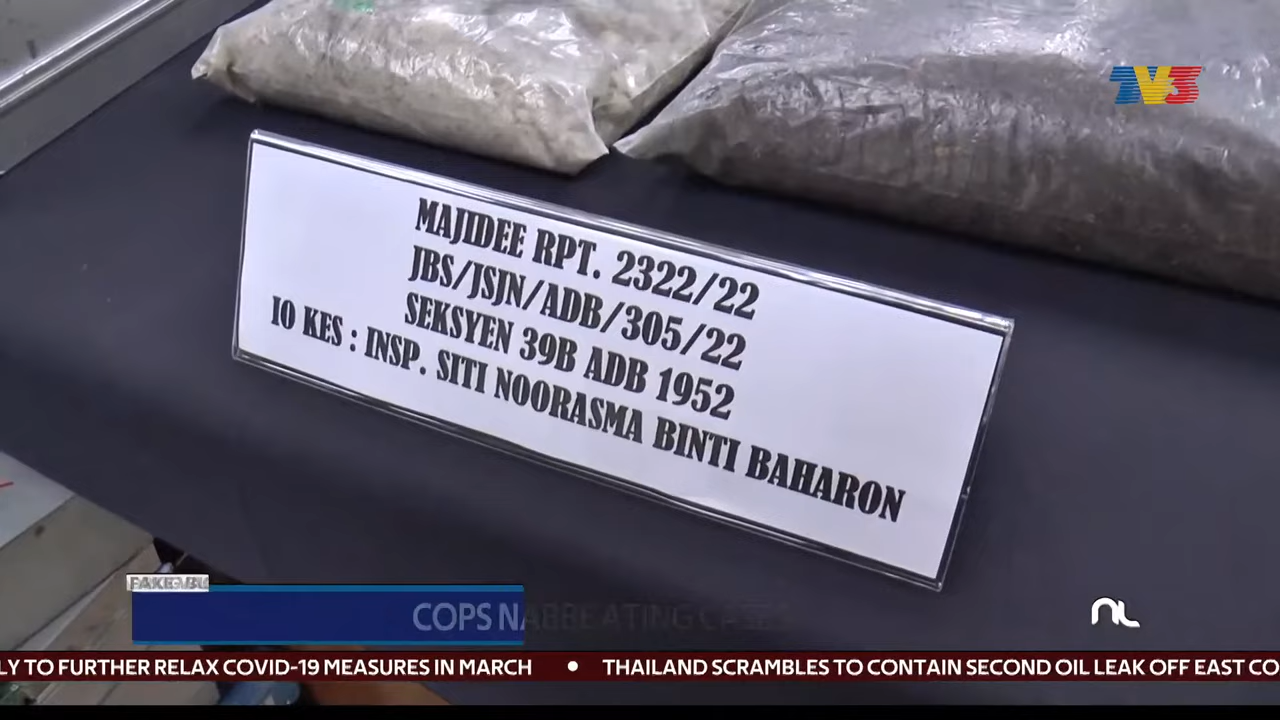 TV3
MAJIDEE RPT. 2322/22
JBS/JSJN/ADB/305/22
SEKSYEN 39B ADB 1952
IO KES : INSP. SITI NOORASMA BINTI BAHARON
COPS
LY TO FURTHER RELAX COVID-19 MEASURES IN MARCH • THAILAND SCRAMBLES TO CONTAIN SECOND OIL LEAK OFF EAST CO